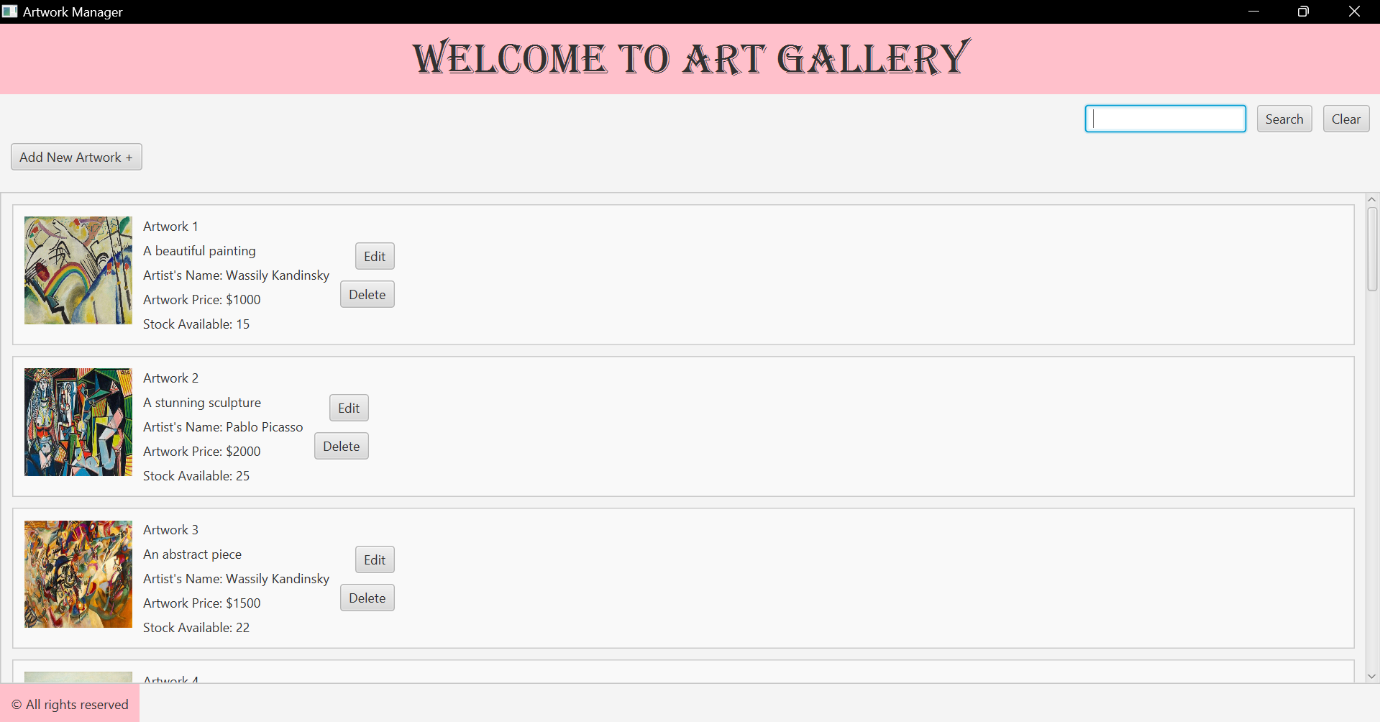 Artwork Manager
WELCOME TO ART GALLERY
Search
Clear
Add New Artwork +
Artwork 1
A beautiful painting
Artist's Name: Wassily Kandinsky
Artwork Price: $1000
Stock Available: 15
Edit
Delete
Artwork 2
A stunning sculpture
Artist's Name: Pablo Picasso
Artwork Price: $2000
Stock Available: 25
Edit
Delete
Artwork 3
An abstract piece
Artist's Name: Wassily Kandinsky
Artwork Price: $1500
Stock Available: 22
Edit
Delete
Artwork 4
© All rights reserved